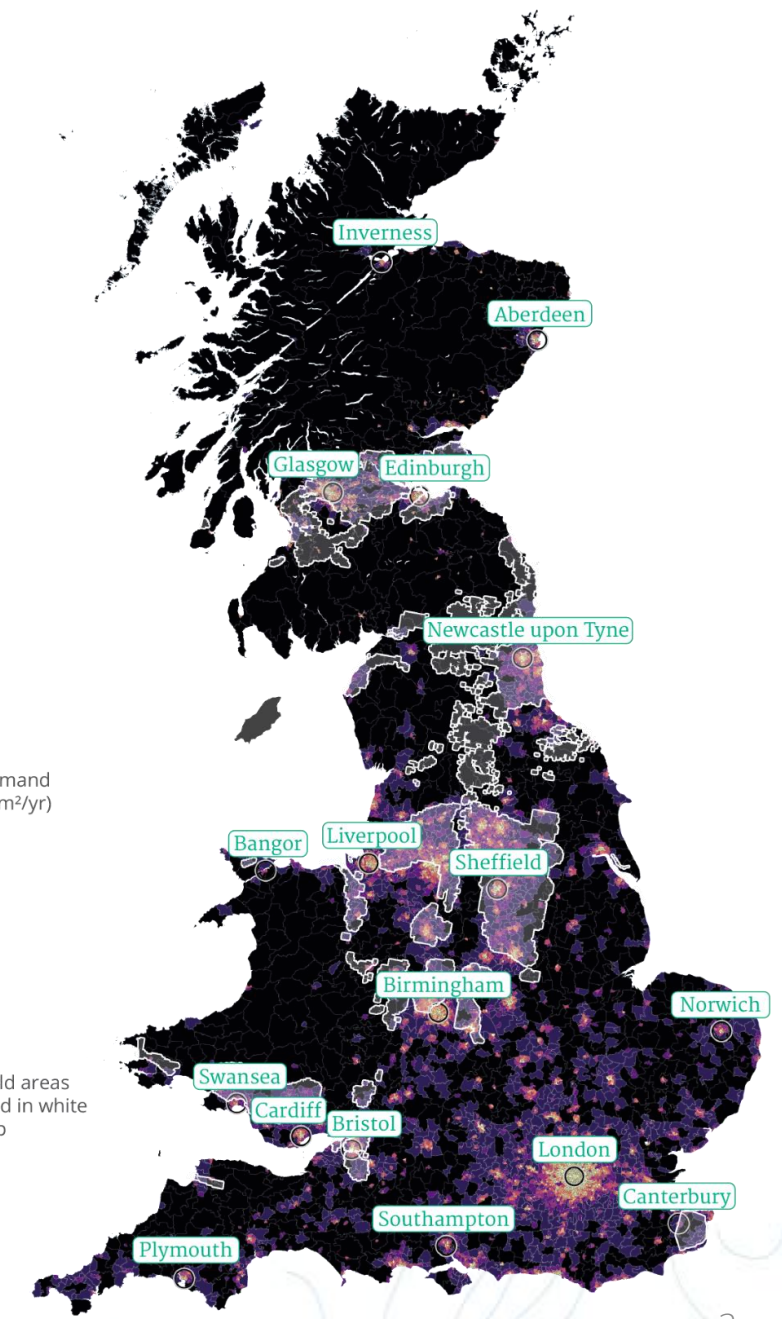 Inverness
Aberdeen
Glasgow
Edinburgh
Newcastle upon Tyne
mand
m²/yr)
Bangor
Liverpool
Sheffield
Birmingham
Norwich
ld areas
d in white
Swansea
Cardiff
Bristol
London
Canterbury
Southampton
Plymouth